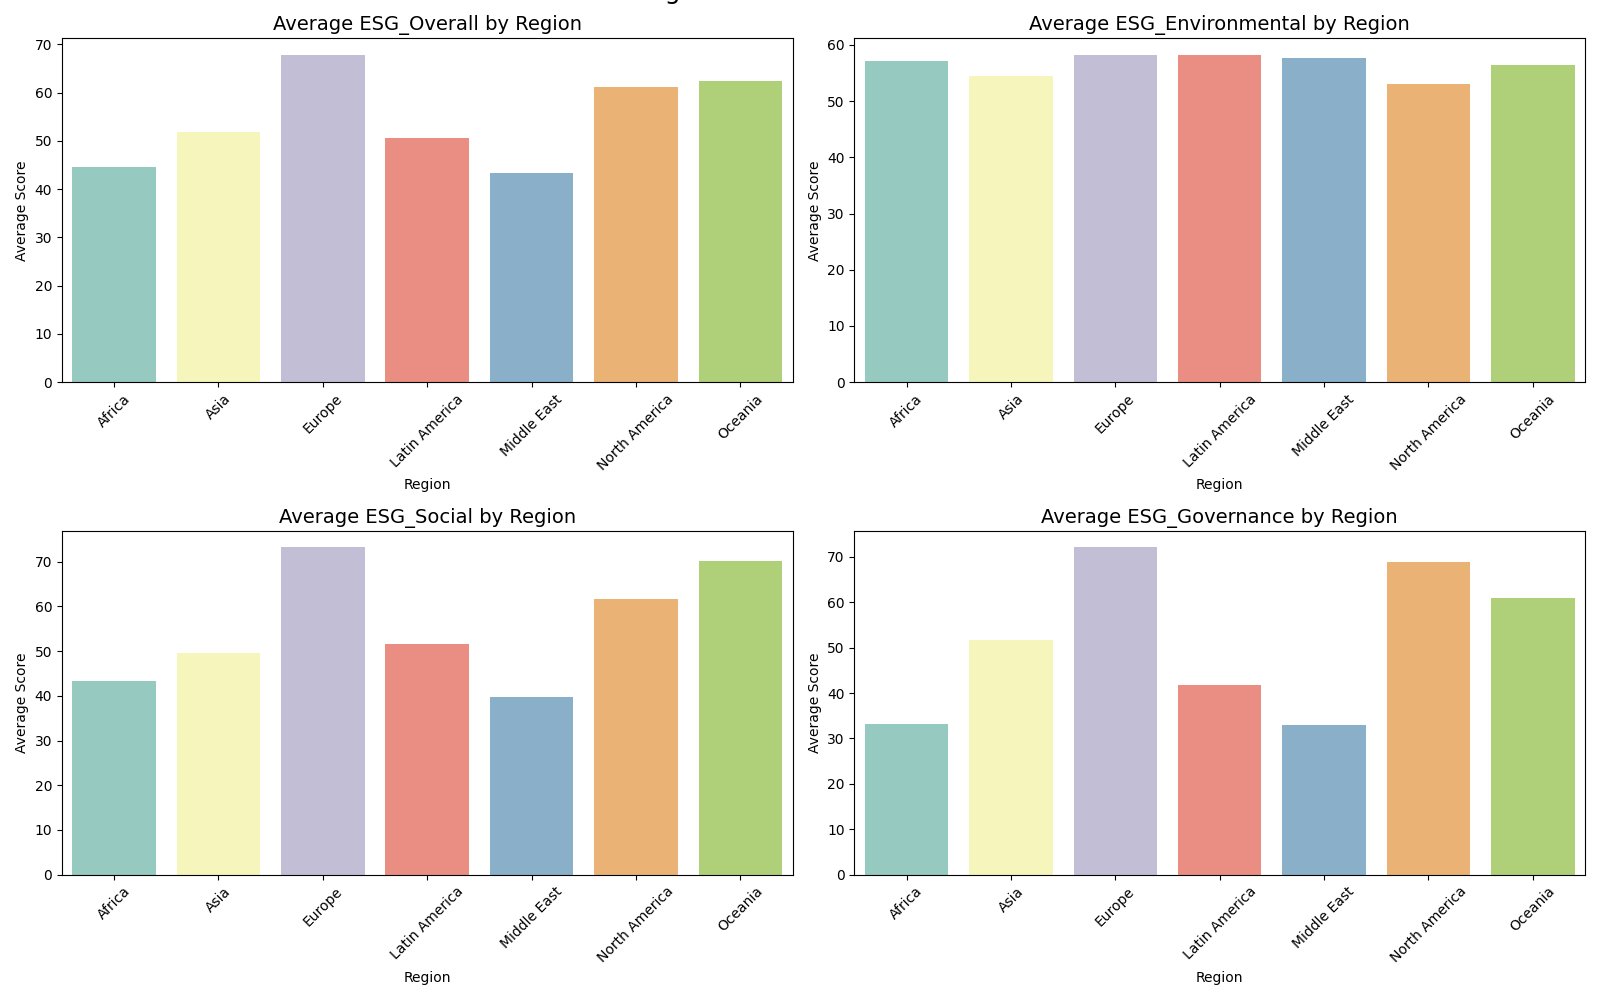 Average ESG_Overall by Region
Average Score
70
60
50
40
30
20
10
0
Africa
Asia
Europe
Latin America
Middle East
North America
Oceania
Region
Average ESG_Environmental by Region
Average Score
60
50
40
30
20
10
0
Africa
Asia
Europe
Latin America
Middle East
North America
Oceania
Region
Average ESG_Social by Region
Average Score
70
60
50
40
30
20
10
0
Africa
Asia
Europe
Latin America
Middle East
North America
Oceania
Region
Average ESG_Governance by Region
Average Score
70
60
50
40
30
20
10
0
Africa
Asia
Europe
Latin America
Middle East
North America
Oceania
Region